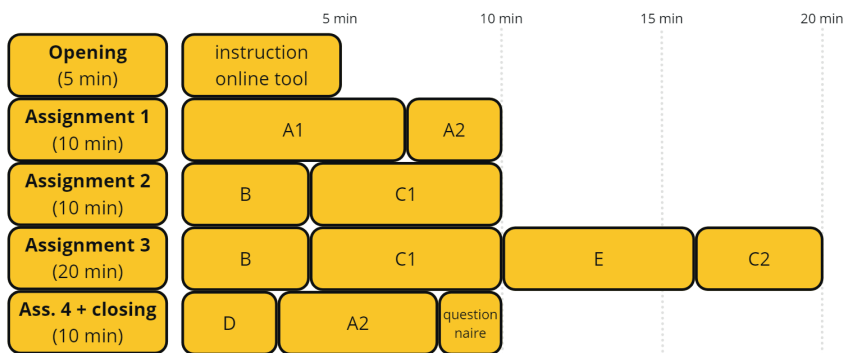 5 min
10 min
15 min
20 min
Opening
(5 min)
instruction
online tool
Assignment 1
(10 min)
A1
A2
Assignment 2
(10 min)
B
C1
Assignment 3
(20 min)
B
C1
E
C2
Ass. 4 + closing
(10 min)
D
A2
question
naire